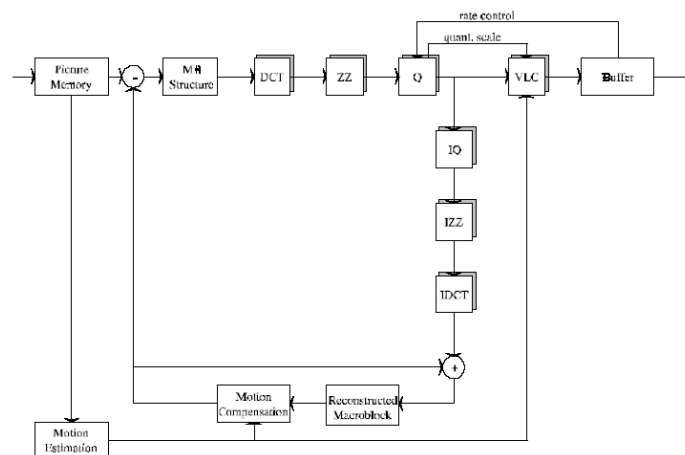 rate control
quant. scale
Picture
Memory
-
MB
Structure
DCT
ZZ
Q
VLC
Buffer
IQ
IZZ
IDCT
+
Motion
Compensation
Reconstructed
Macroblock
Motion
Estimation